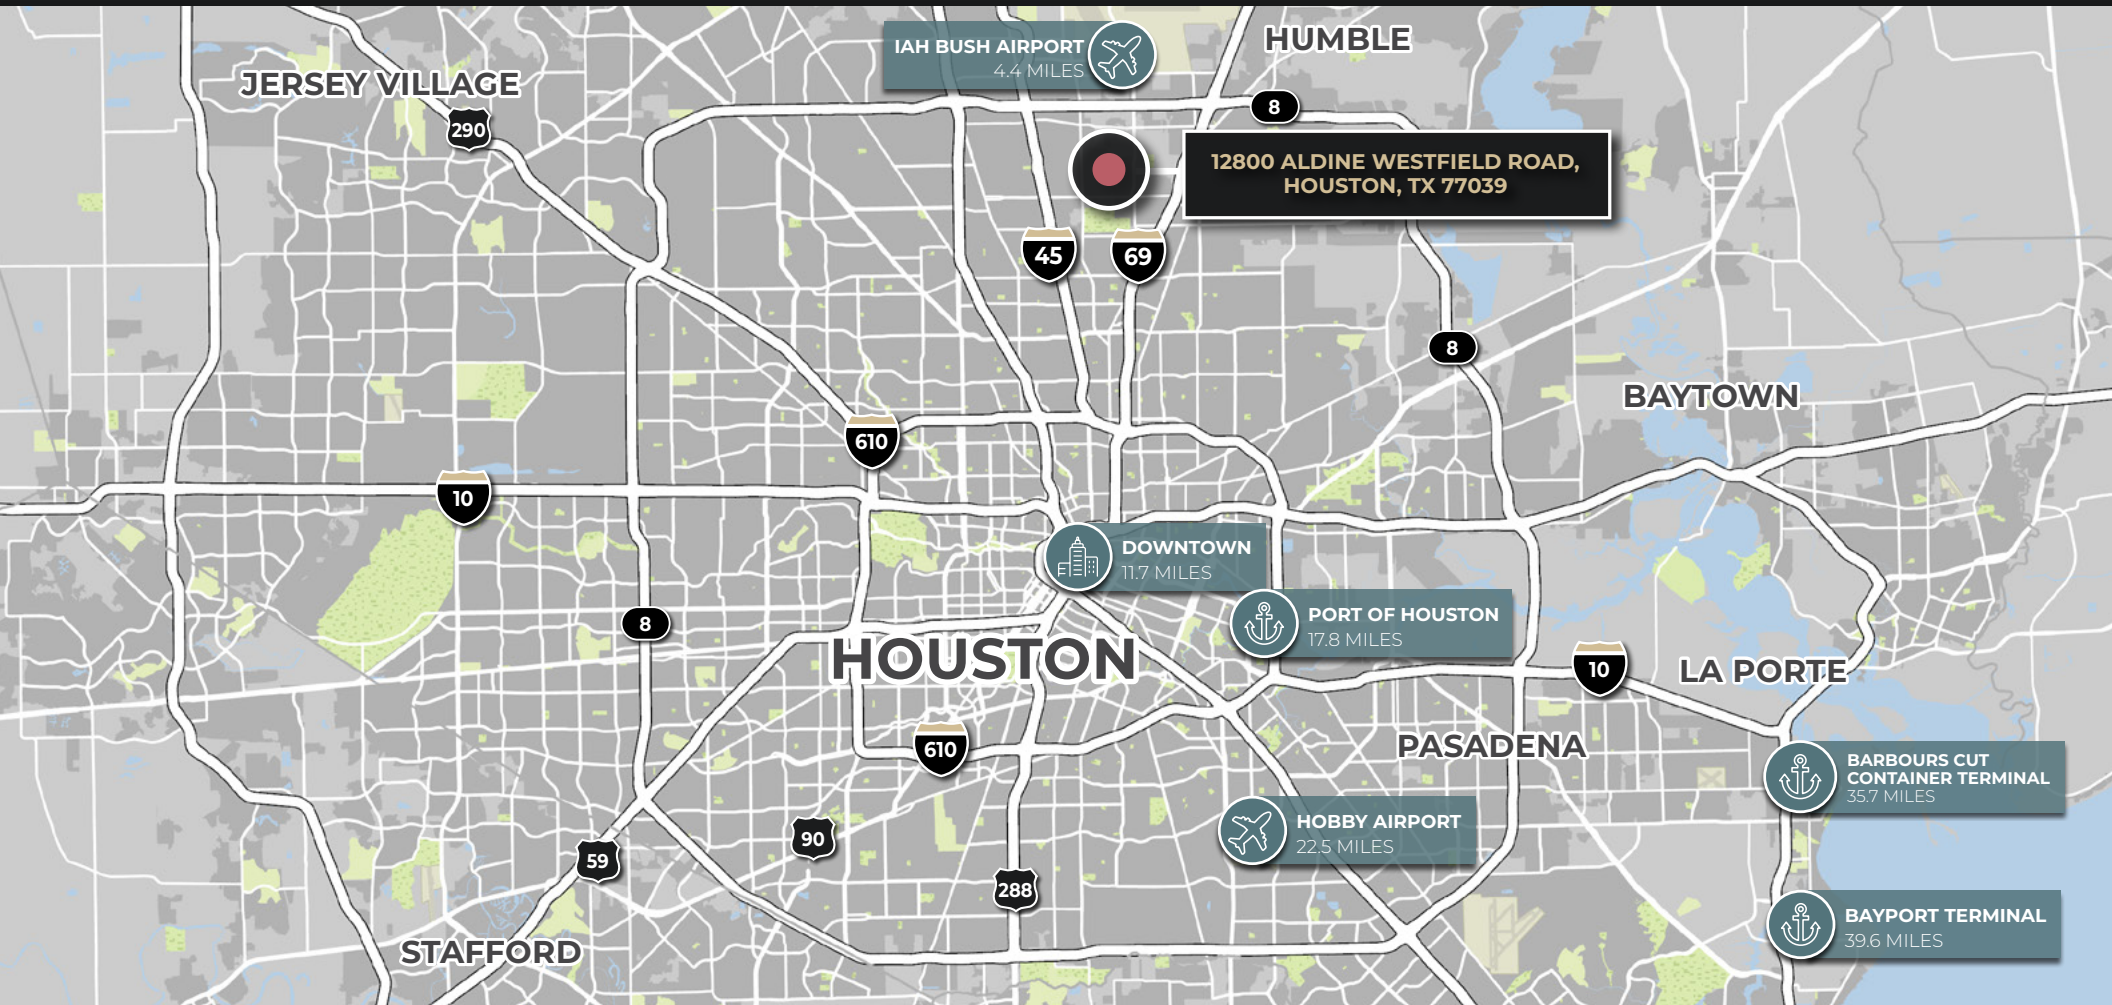 IAH BUSH AIRPORT
4.4 MILES
HUMBLE
JERSEY VILLAGE
290
8
12800 ALDINE WESTFIELD ROAD,
HOUSTON, TX 77039
45
69
8
BAYTOWN
610
10
DOWNTOWN
11.7 MILES
8
PORT OF HOUSTON
17.8 MILES
HOUSTON
10
LA PORTE
610
PASADENA
BARBOURS CUT
CONTAINER TERMINAL
35.7 MILES
HOBBY AIRPORT
22.5 MILES
90
59
288
BAYPORT TERMINAL
39.6 MILES
STAFFORD